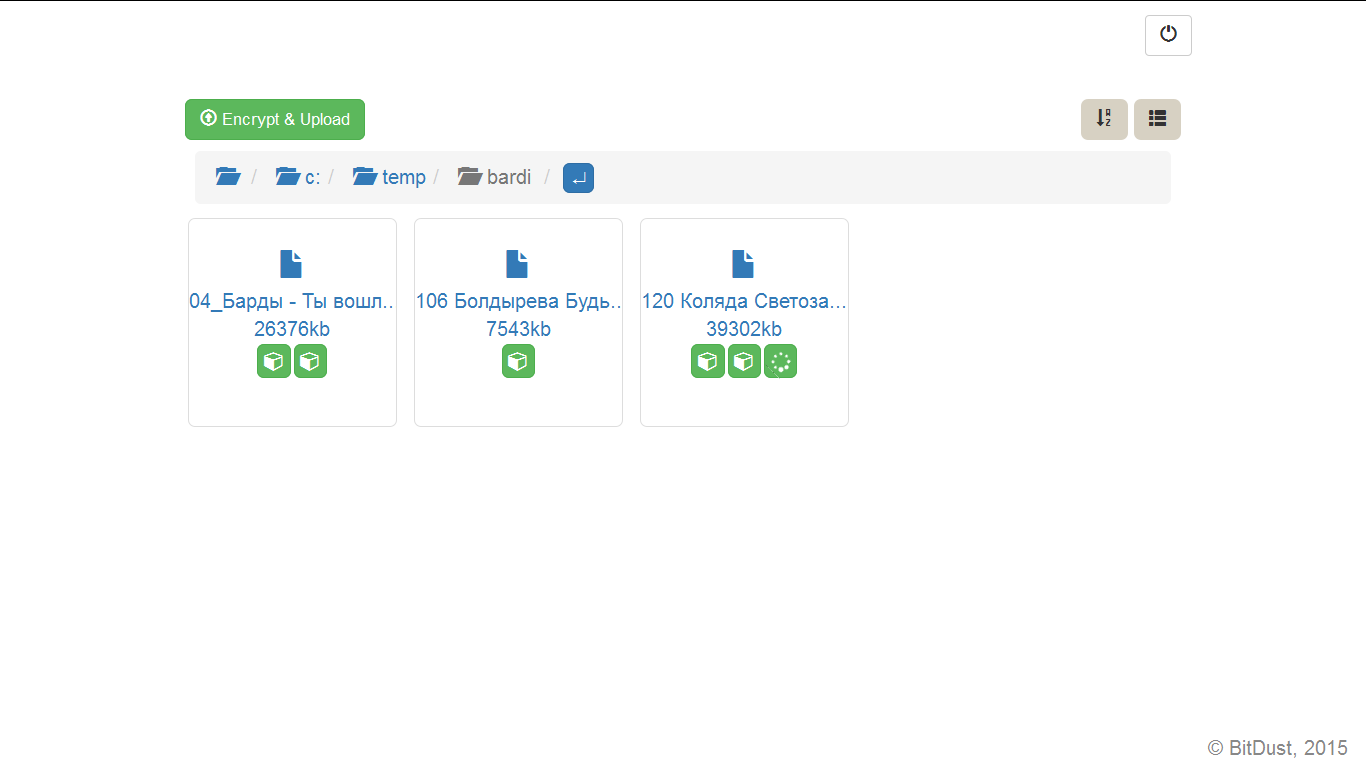 Encrypt & Upload
/ c: / temp / bardi /
04_Барды - Ты вошл..
26376kb
106 Болдырева Будь..
7543kb
120 Коляда Светоза...
39302kb
© BitDust, 2015